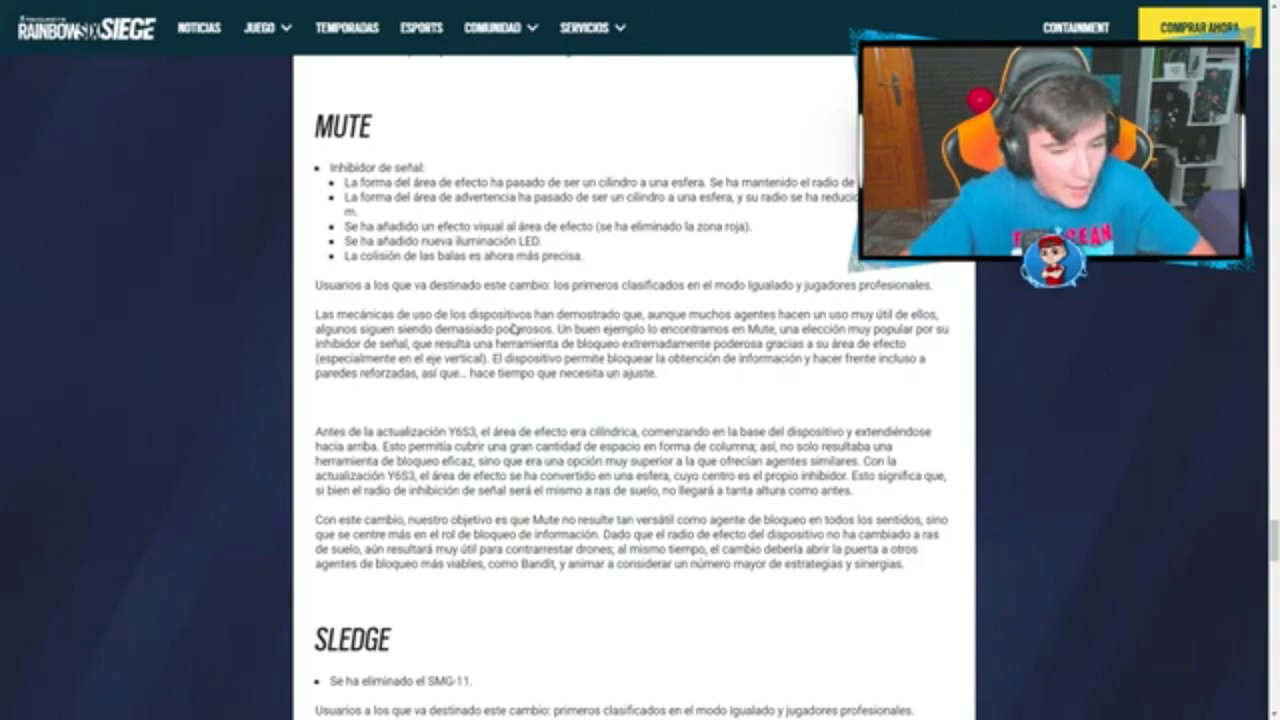 RAINBOWSIX SIEGE NOTICIAS JUEGO TEMPORADAS ESPORTS COMUNIDAD SERVICIOS CONTAINMENT COMPRAR AHORA
MUTE
Inhibidor de señal:
La forma del área de efecto ha pasado de ser un cilindro a una esfera. Se ha mantenido el radio de
La forma del área de advertencia ha pasado de ser un cilindro a una esfera, y su radio se ha reducido
m.
Se ha añadido un efecto visual al área de efecto (se ha eliminado la zona roja).
Se ha añadido nueva iluminación LED.
La colisión de las balas es ahora más precisa.
Usuarios a los que va destinado este cambio: los primeros clasificados en el modo Igualado y jugadores profesionales.
Las mecánicas de uso de los dispositivos han demostrado que, aunque muchos agentes hacen un uso muy útil de ellos,
algunos siguen siendo demasiado poderosos. Un buen ejemplo lo encontramos en Mute, una elección muy popular por su
inhibidor de señal, que resulta una herramienta de bloqueo extremadamente poderosa gracias a su área de efecto
(especialmente en el eje vertical). El dispositivo permite bloquear la obtención de información y hacer frente incluso a
paredes reforzadas, así que... hace tiempo que necesita un ajuste.
Antes de la actualización Y6S3, el área de efecto era cilíndrica, comenzando en la base del dispositivo y extendiéndose
hacia arriba. Esto permitía cubrir una gran cantidad de espacio en forma de columna; así, no solo resultaba una
herramienta de bloqueo eficaz, sino que era una opción muy superior a la que ofrecían agentes similares. Con la
actualización Y6S3, el área de efecto se ha convertido en una esfera, cuyo centro es el propio inhibidor. Esto significa que,
si bien el radio de inhibición de señal será el mismo a ras de suelo, no llegará a tanta altura como antes.
Con este cambio, nuestro objetivo es que Mute no resulte tan versátil como agente de bloqueo en todos los sentidos, sino
que se centre más en el rol de bloqueo de información. Dado que el radio de efecto del dispositivo no ha cambiado a ras
de suelo, aún resultará muy útil para contrarrestar drones; al mismo tiempo, el cambio debería abrir la puerta a otros
agentes de bloqueo más viables, como Bandit, y animar a considerar un número mayor de estrategias y sinergias.
SLEDGE
Se ha eliminado el SMG-11.
Usuarios a los que va destinado este cambio: primeros clasificados en el modo Igualado y jugadores profesionales.